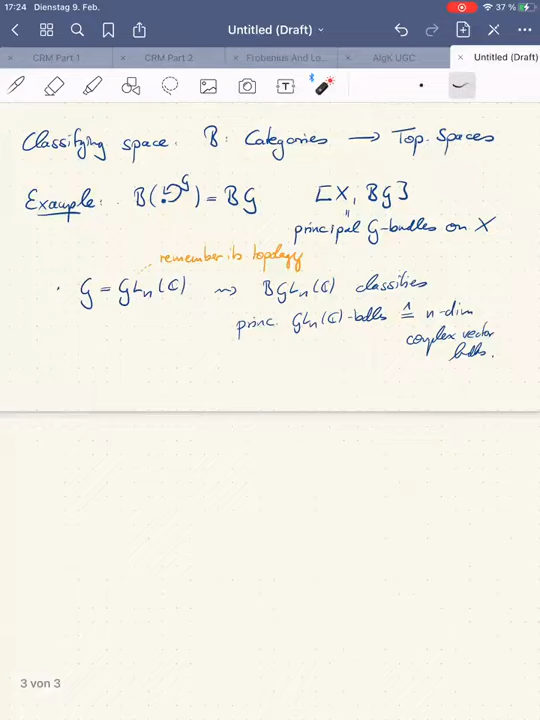 17:24 Dienstag 9. Feb. 37 %
Untitled (Draft)
CRM Part 1 CRM Part 2 Frobenius And Lo... AlgK UGC Untitled (Draft)
Classifying space. B: Categories → Top. Spaces
Example: B(·⟲G) = BG [X, BG]
principal G-bundles on X
remember its topology
· G = GLₙ(ℂ) ⇝ BGLₙ(ℂ) classifies
princ. GLₙ(ℂ)-bdles ≙ n-dim
complex vector
bdls.
3 von 3